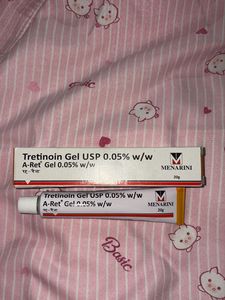 Tretinoin Gel USP 0.05% w/w
A-Ret® Gel 0.05% w/w
MENARINI
20g
Tretinoin Gel USP 0.05% w/w
A-Ret® Gel 0.05% w/w
MENARINI
20g
Basic